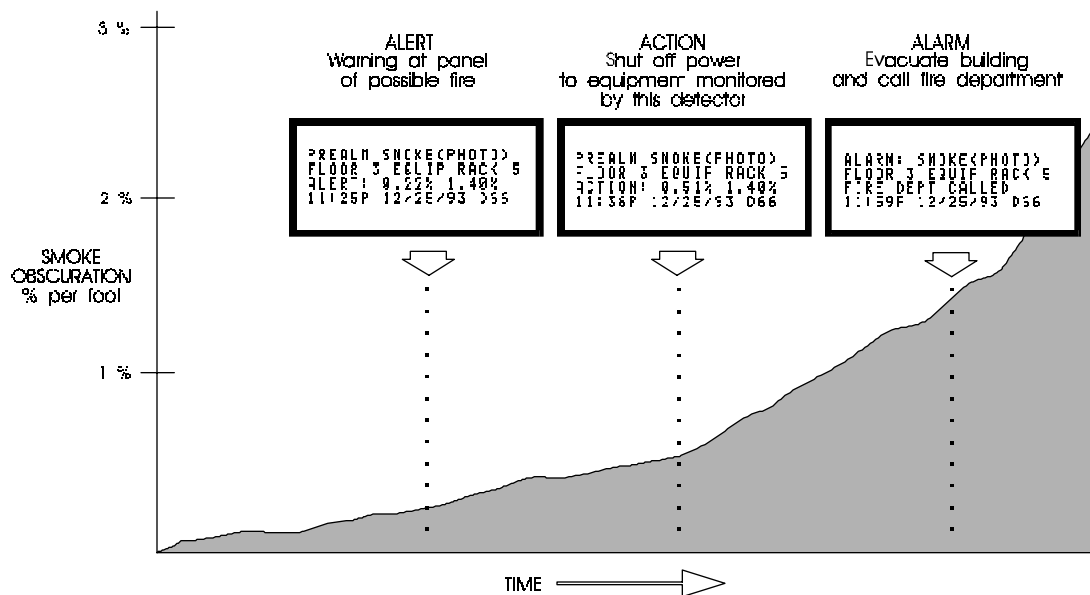 3 %
ALERT
Warning at panel
of possible fire
ACTION
Shut off power
to equipment monitored
by this detector
ALARM
Evacuate building
and call fire department
PREALM SMOKE(PHOTO)
FLOOR 3 EQUIP RACK 5
ALERT: 0.22% 1.40%
11:25P 12/25/93 D66
PREALM SMOKE(PHOTO)
FLOOR 3 EQUIP RACK 5
ACTION: 0.51% 1.40%
11:36P 12/25/93 D66
ALARM: SMOKE(PHOTO)
FLOOR 3 EQUIP RACK 5
FIRE DEPT CALLED
11:59P 12/25/93 D66
2 %
SMOKE
OBSCURATION
% per foot
1 %
TIME